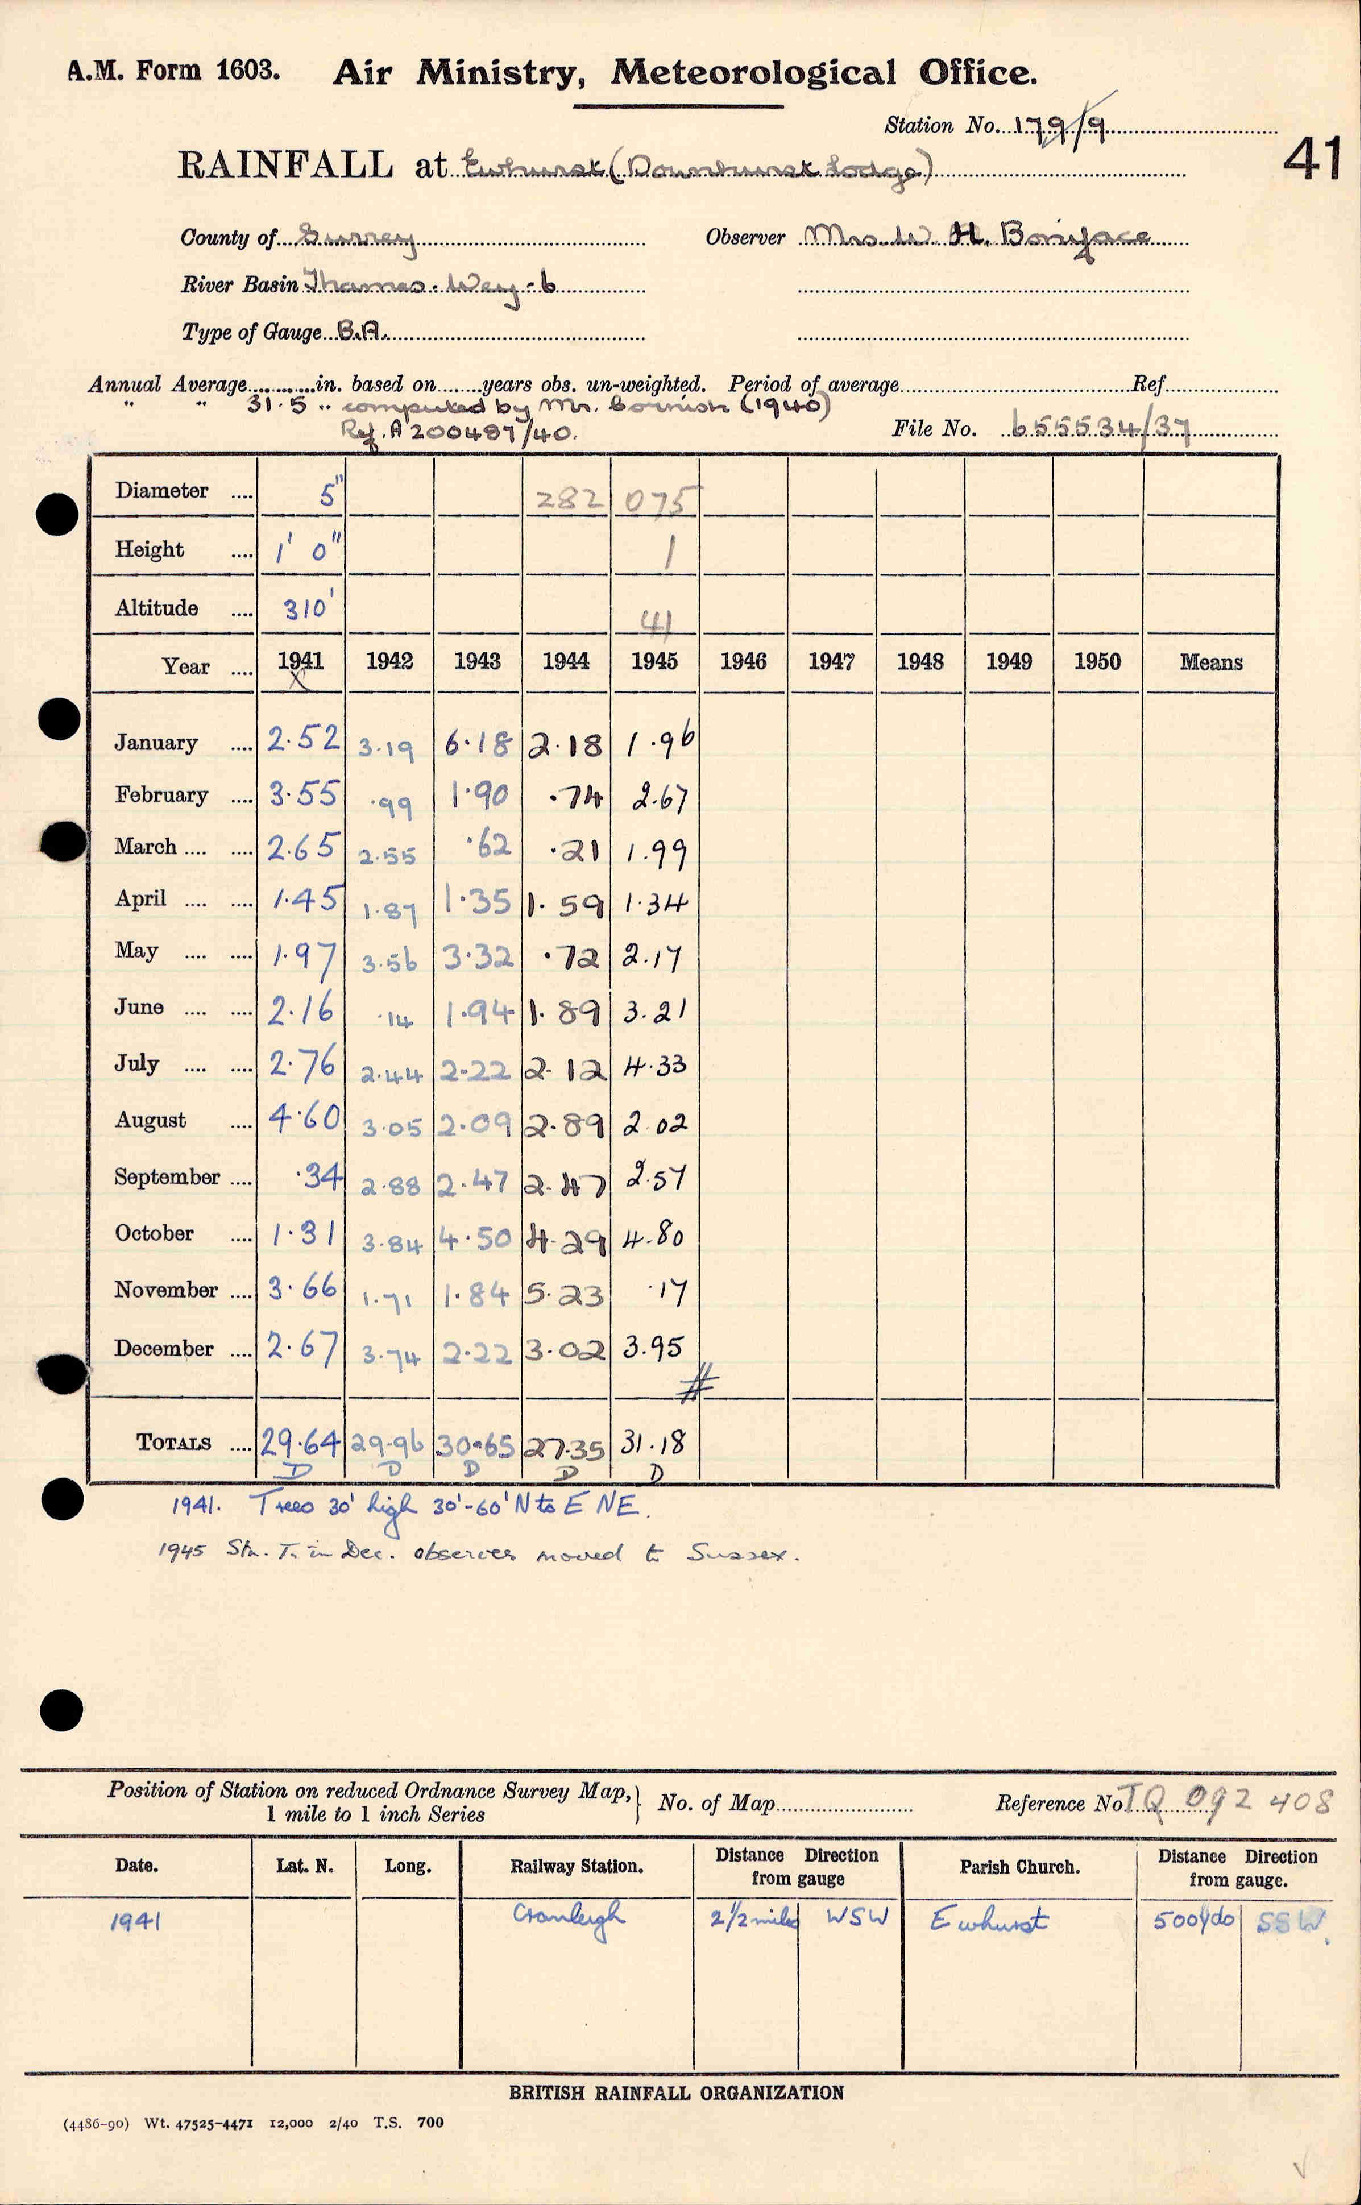 A.M. Form 1603. Air Ministry, Meteorological Office.
Station No. 179/9
41
RAINFALL at Ewhurst (Downhurst Lodge)
County of Surrey Observer Mrs. W. H. Boniface
River Basin Thames. Wey - 6
Type of Gauge B.A.
Annual Average in. based on years obs. un-weighted. Period of average Ref.
" " 31.5 " computed by Mr. Cornish (1940)
Ref. A 200487/40.
File No. 655534/37
Diameter .... 5" 282 075
Height .... 1' 0" 1
Altitude .... 310' 41
Year .... 1941 1942 1943 1944 1945 1946 1947 1948 1949 1950 Means
X
January .... 2.52 3.19 6.18 2.18 1.96
February .... 3.55 .99 1.90 .74 2.67
March .... .... 2.65 2.55 .62 .21 1.99
April .... .... 1.45 1.87 1.35 1.59 1.34
May .... .... 1.97 3.56 3.32 .72 2.17
June .... .... 2.16 .14 1.94 1.89 3.21
July .... .... 2.76 2.44 2.22 2.12 4.33
August .... 4.60 3.05 2.09 2.89 2.02
September .... .34 2.88 2.47 2.47 2.57
October .... 1.31 3.84 4.50 4.29 4.80
November .... 3.66 1.71 1.84 5.23 .17
December .... 2.67 3.74 2.22 3.02 3.95
#
TOTALS .... 29.64 29.96 30.65 27.35 31.18
D D D D D
1941. Trees 30' high 30'-60' N to E NE.
1945 Stn. T. in Dec. observer moved to Sussex.
Position of Station on reduced Ordnance Survey Map,
1 mile to 1 inch Series } No. of Map Reference No TQ 092 408
Date. Lat. N. Long. Railway Station. Distance from gauge Direction Parish Church. Distance from gauge. Direction
1941 Cranleigh 2 1/2 miles WSW Ewhurst 500 yds SSW.
BRITISH RAINFALL ORGANIZATION
(4486-90) Wt. 47525-4471 12,000 2/40 T.S. 700